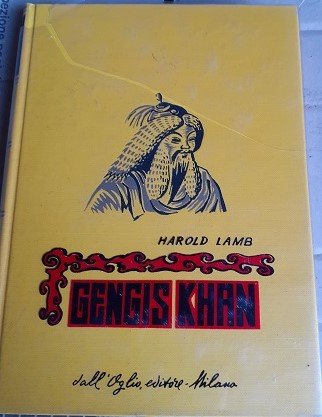 HAROLD LAMB
GENGIS KHAN
dall'Oglio, editore - Milano